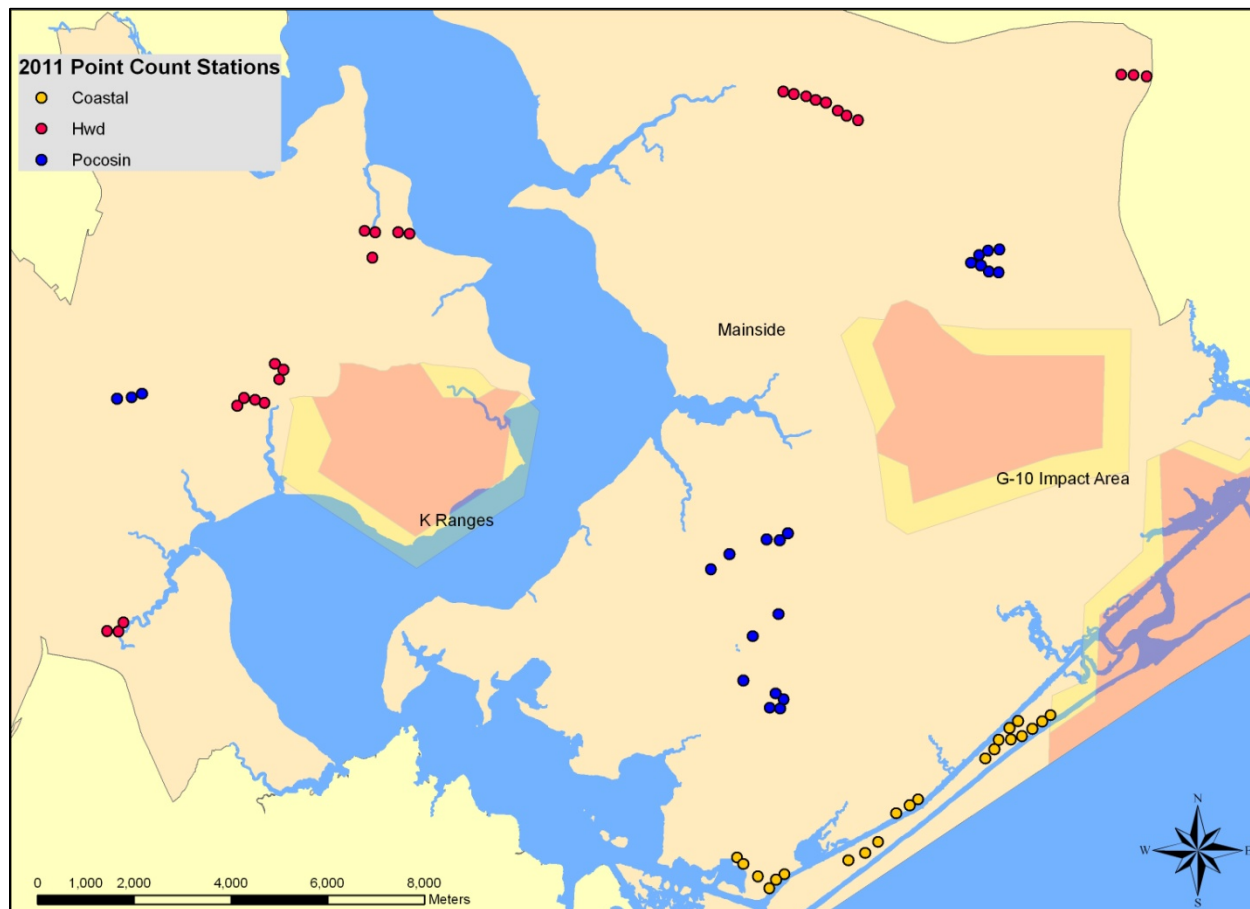 2011 Point Count Stations
Coastal
Hwd
Pocosin
Mainside
G-10 Impact Area
K Ranges
0 1,000 2,000 4,000 6,000 8,000
Meters
N
W E
S